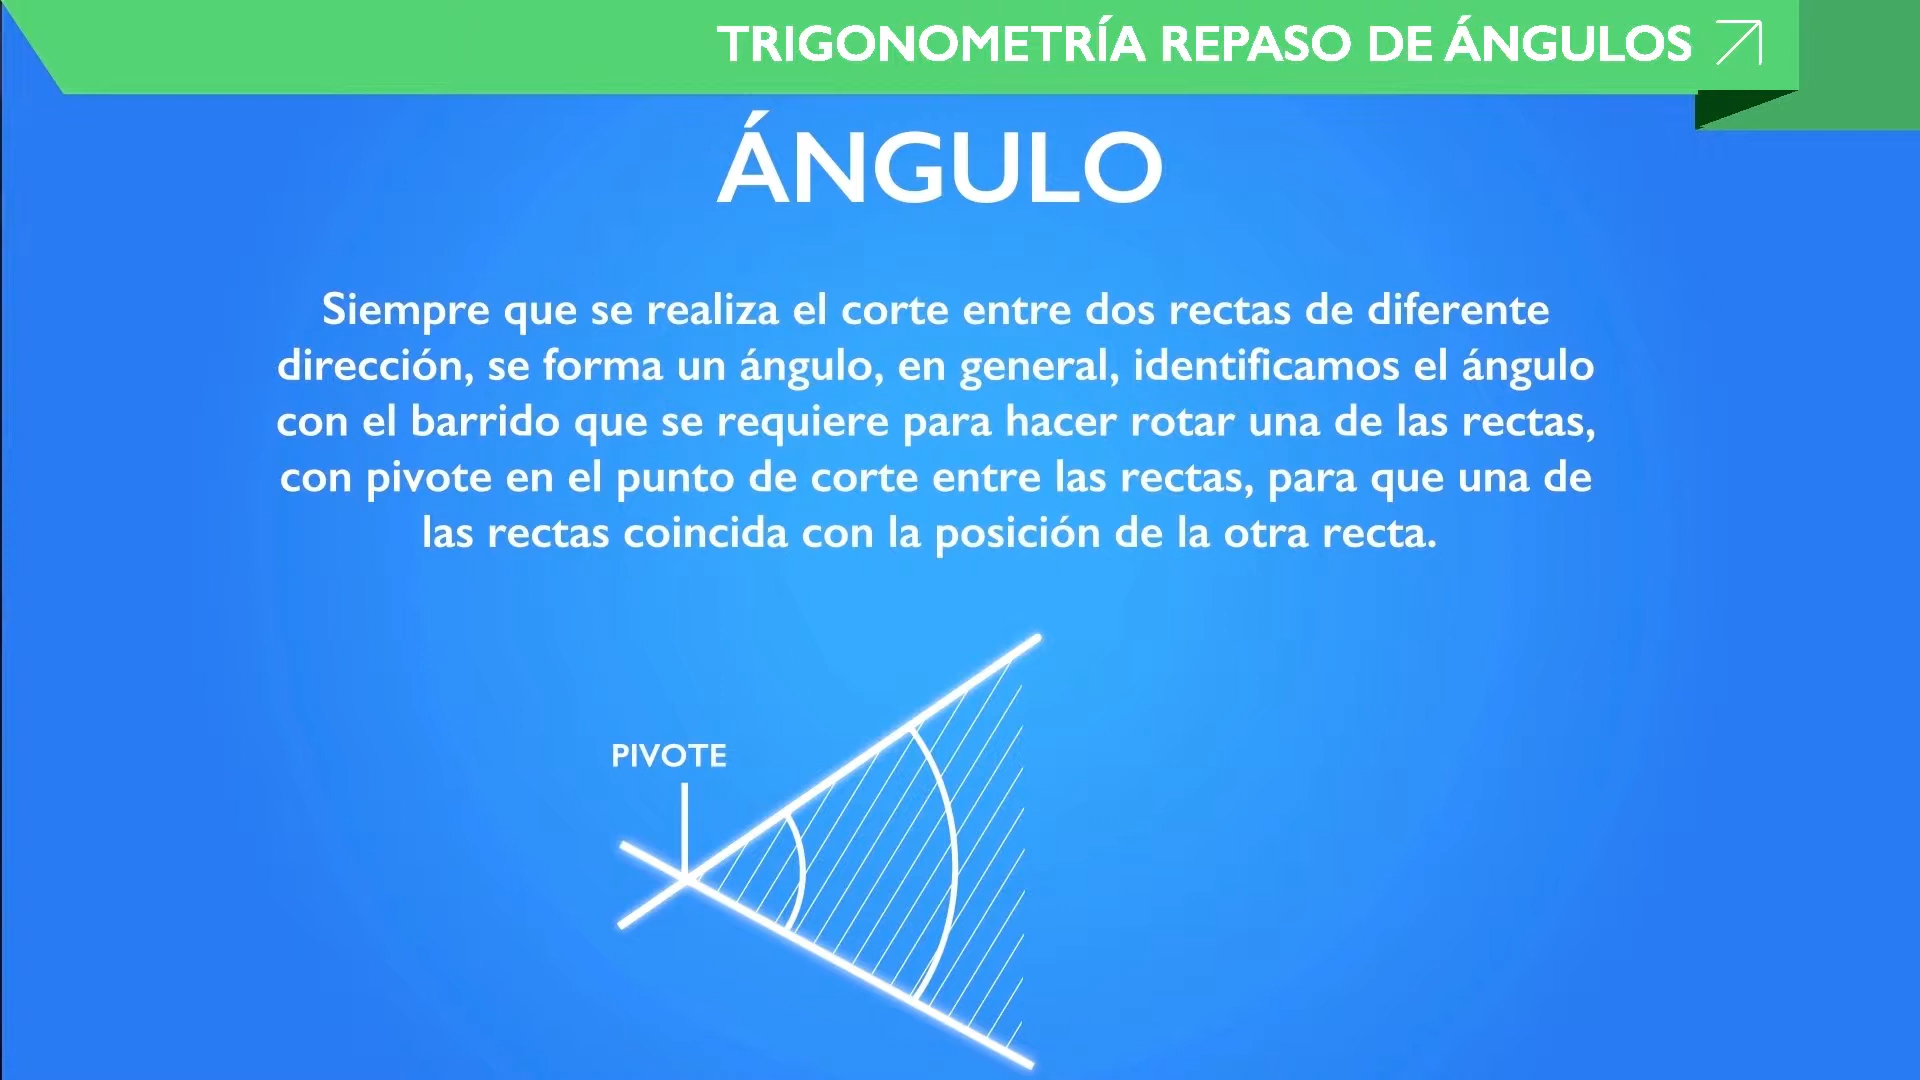 TRIGONOMETRÍA REPASO DE ÁNGULOS
ÁNGULO
Siempre que se realiza el corte entre dos rectas de diferente
dirección, se forma un ángulo, en general, identificamos el ángulo
con el barrido que se requiere para hacer rotar una de las rectas,
con pivote en el punto de corte entre las rectas, para que una de
las rectas coincida con la posición de la otra recta.
PIVOTE